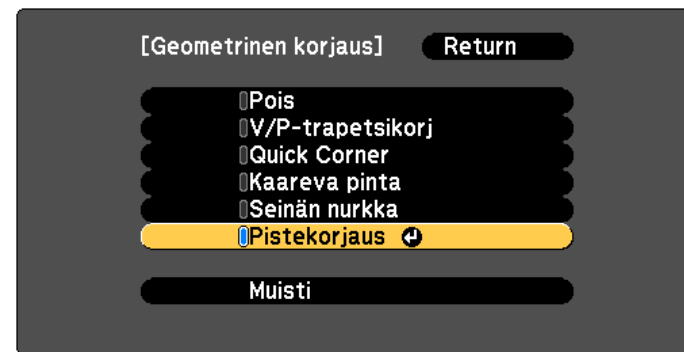 [Geometrinen korjaus] Return
Pois
V/P-trapetsikorj
Quick Corner
Kaareva pinta
Seinän nurkka
Pistekorjaus
Muisti